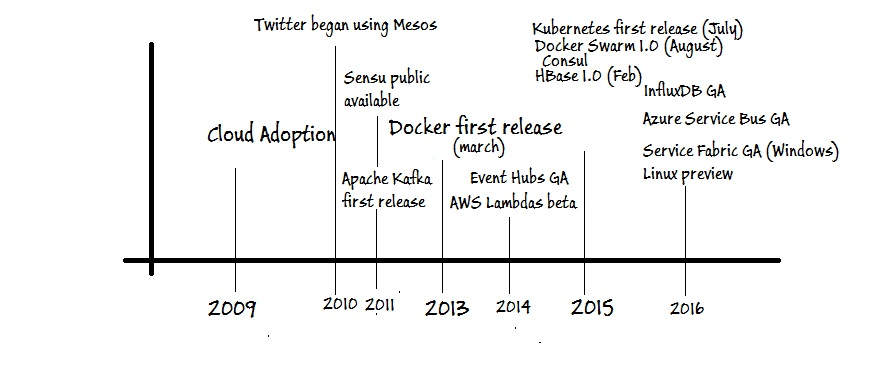 Twitter began using Mesos
Kubernetes first release (July)
Docker Swarm 1.0 (August)
Consul
HBase 1.0 (Feb)
Sensu public
available
InfluxDB GA
Azure Service Bus GA
Cloud Adoption
Docker first release
(march)
Service Fabric GA (Windows)
Linux preview
Apache Kafka
first release
Event Hubs GA
AWS Lambdas beta
2009
2010
2011
2013
2014
2015
2016